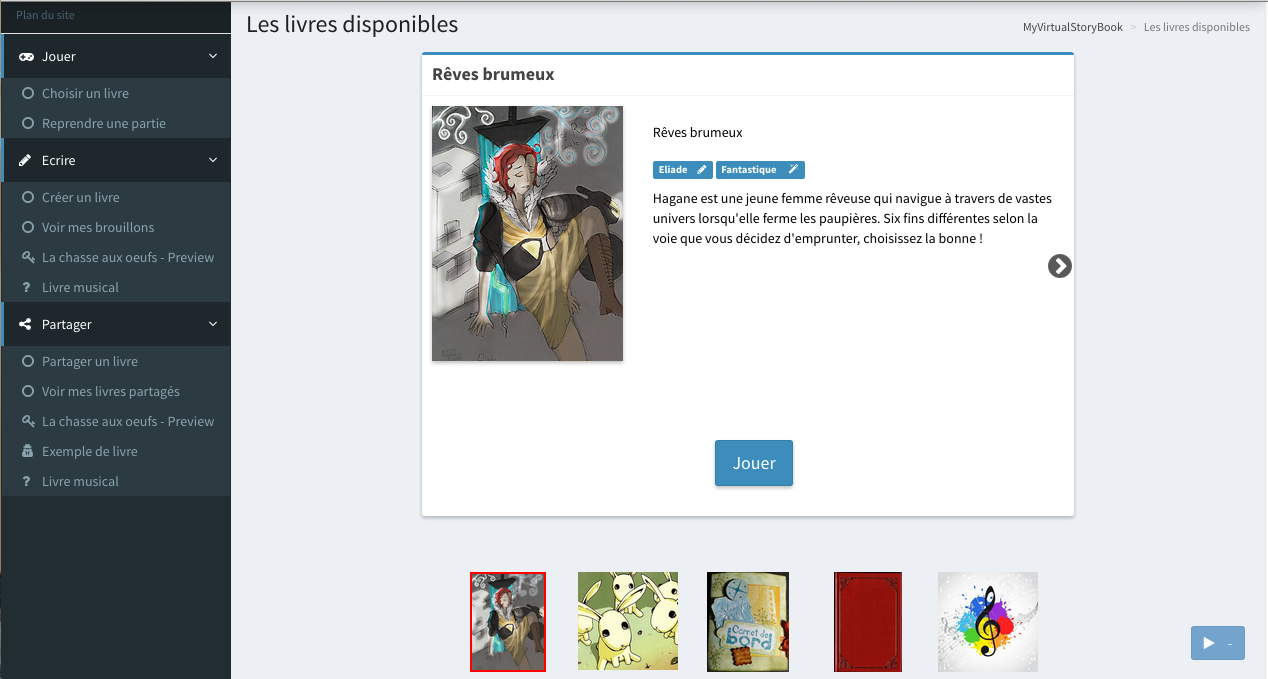 Plan du site
Jouer
Choisir un livre
Reprendre une partie
Ecrire
Créer un livre
Voir mes brouillons
La chasse aux oeufs - Preview
Livre musical
Partager
Partager un livre
Voir mes livres partagés
La chasse aux oeufs - Preview
Exemple de livre
Livre musical
Les livres disponibles
MyVirtualStoryBook > Les livres disponibles
Rêves brumeux
Rêves brumeux
Eliade Fantastique
Hagane est une jeune femme rêveuse qui navigue à travers de vastes
univers lorsqu'elle ferme les paupières. Six fins différentes selon la
voie que vous décidez d'emprunter, choisissez la bonne !
Jouer
Carnet de
bord
-